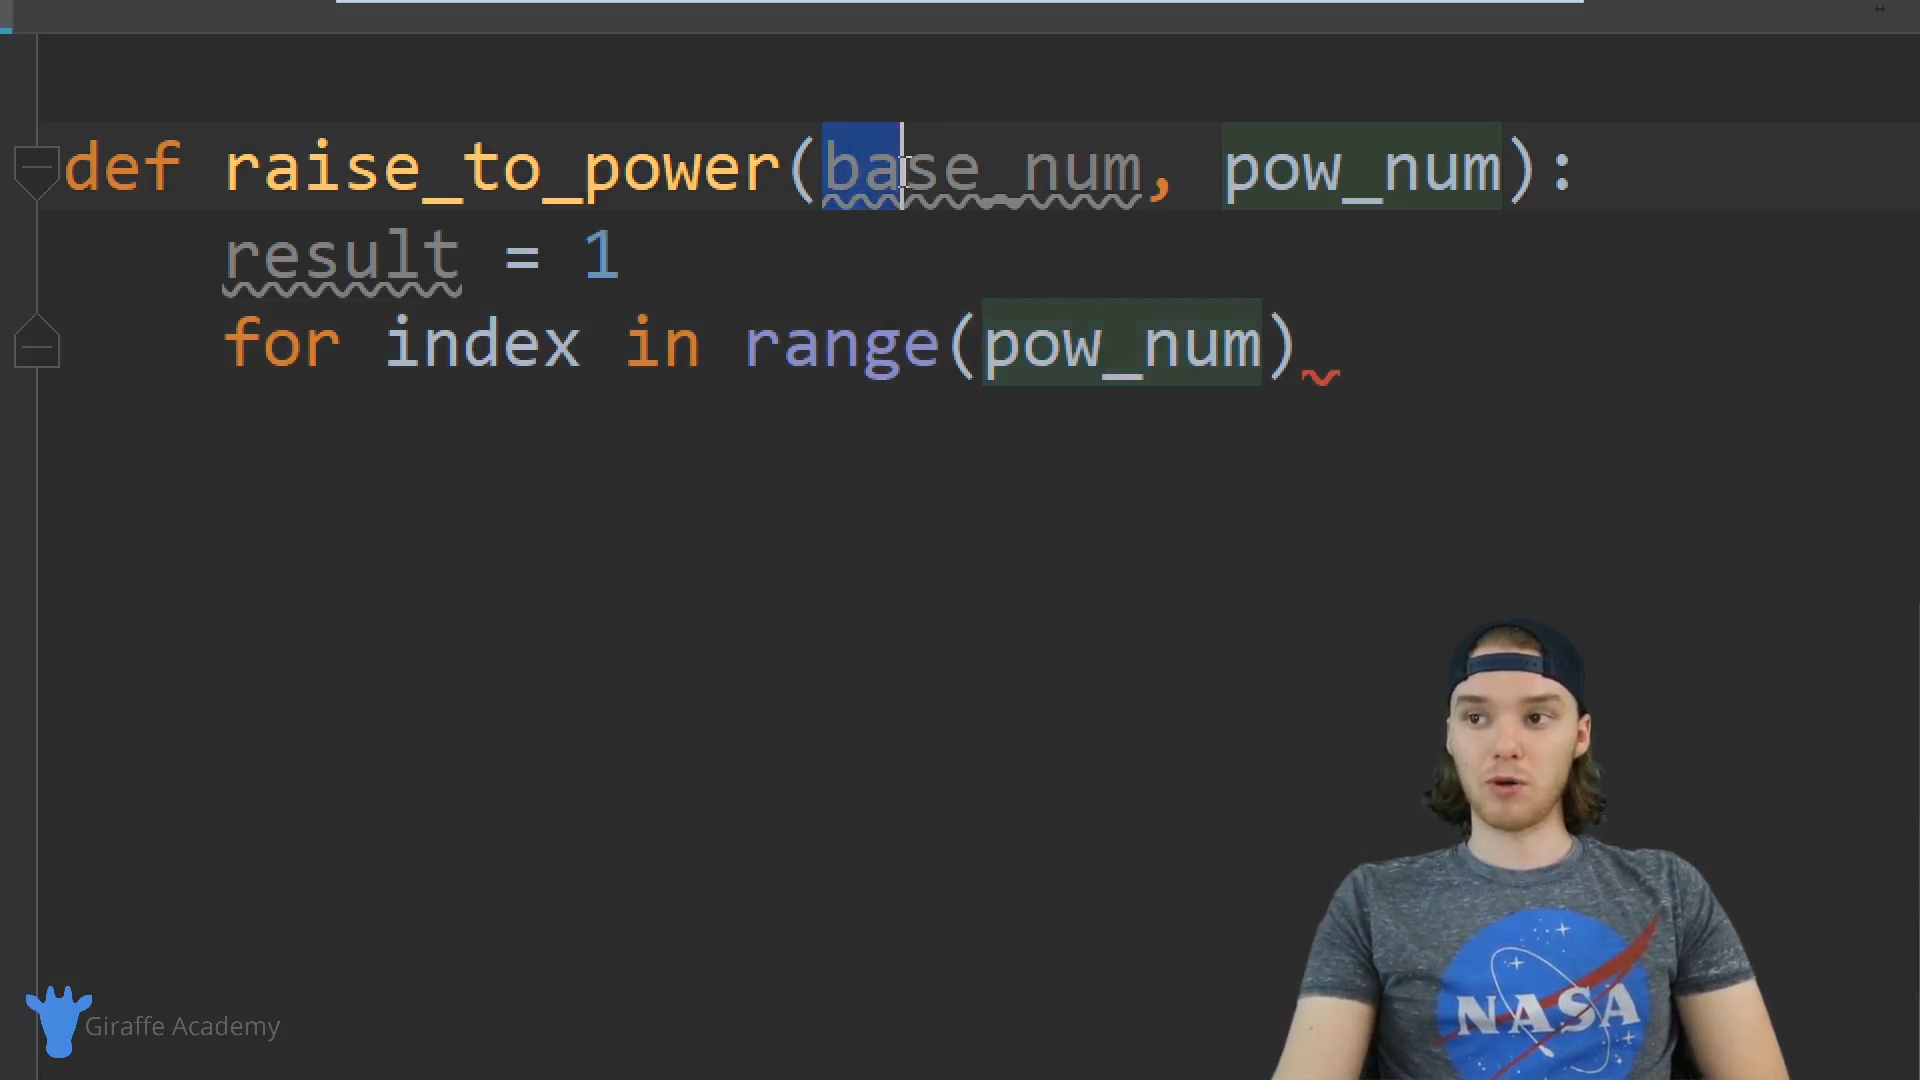 def raise_to_power(base_num, pow_num):
result = 1
for index in range(pow_num)
NASA
Giraffe Academy